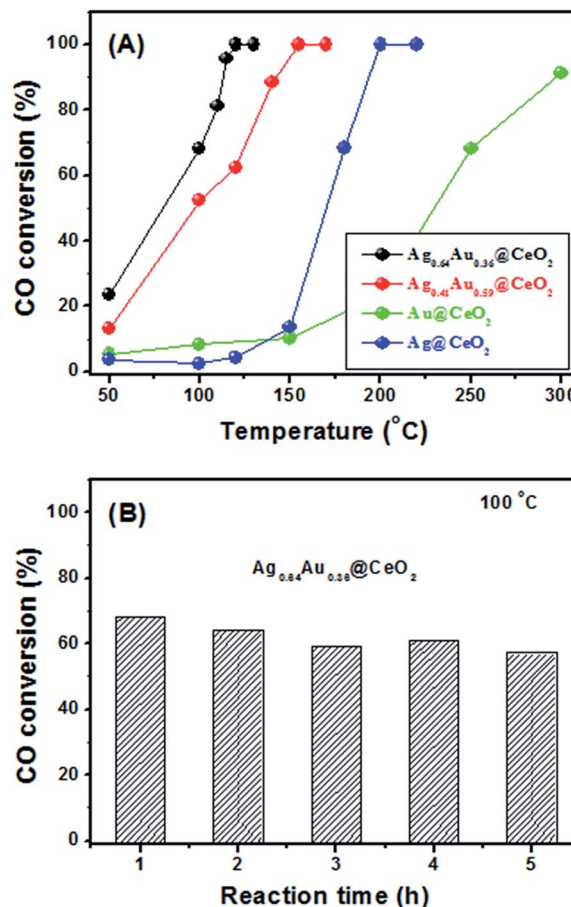 (A)
CO conversion (%)
100
80
60
40
20
0
Ag0.64Au0.36@CeO2
Ag0.41Au0.59@CeO2
Au@CeO2
Ag@CeO2
50 100 150 200 250 300
Temperature (°C)
(B)
100 °C
Ag0.64Au0.36@CeO2
CO conversion (%)
100
80
60
40
20
0
1 2 3 4 5
Reaction time (h)